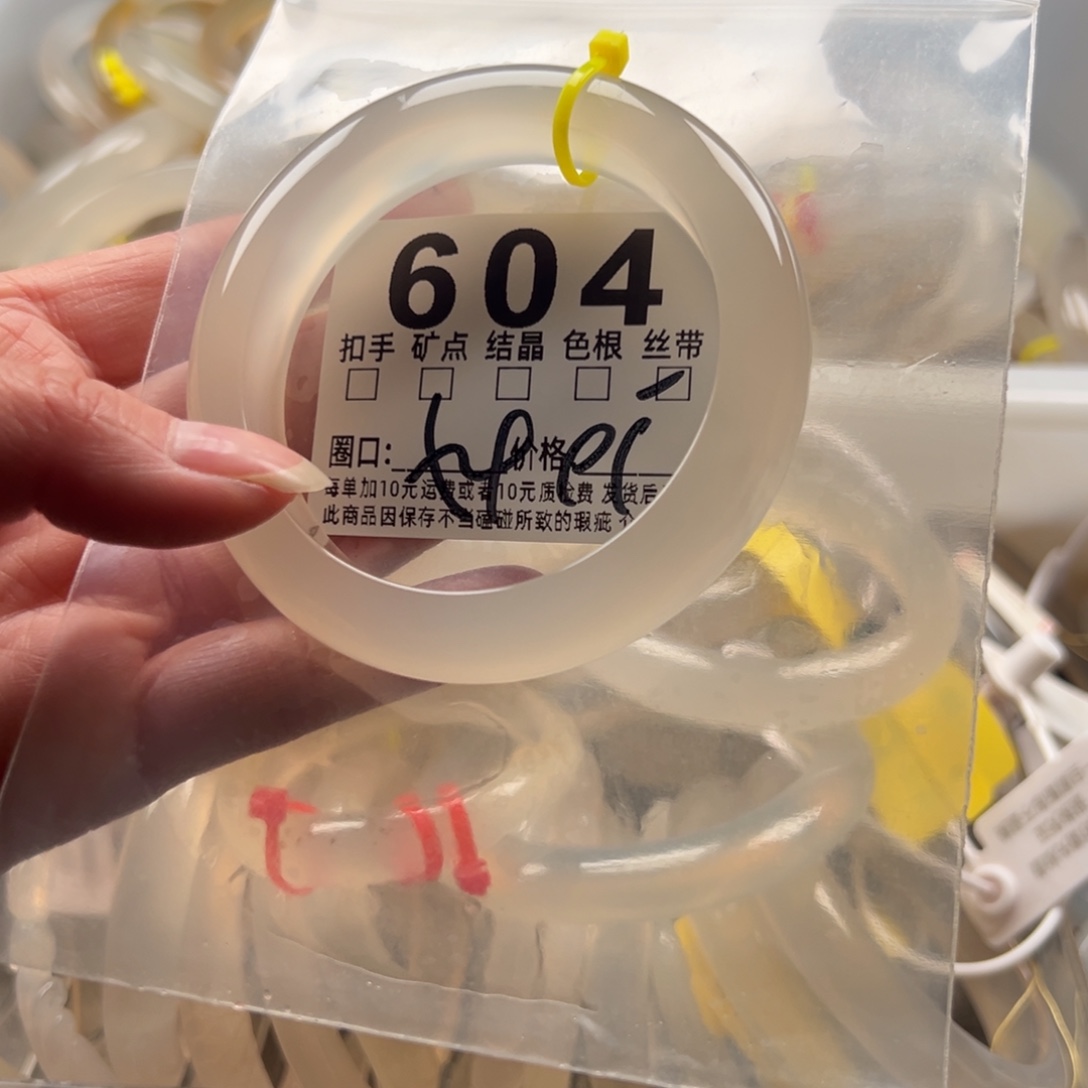 604
扣手 矿点 结晶 色根 丝带
圈口: 价格
每单加10元运费或者10元质检费 发货后
此商品因保存不当磕碰所致的瑕疵